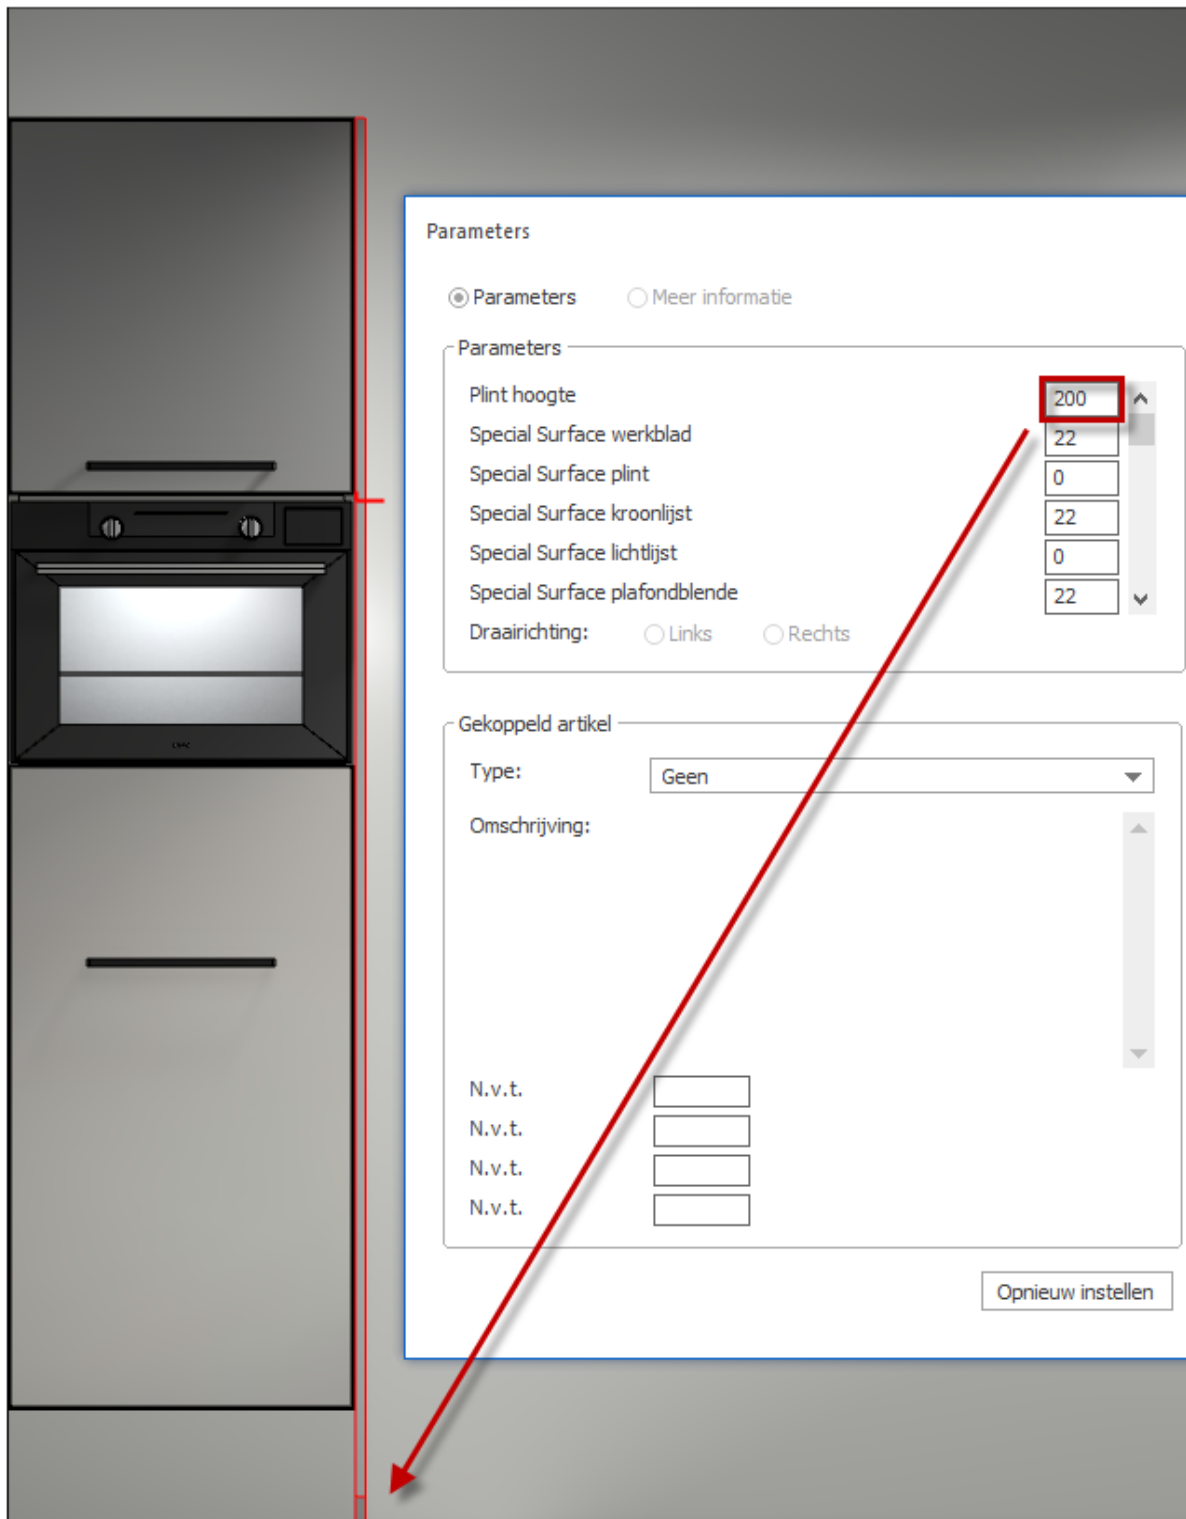 Parameters
Parameters Meer informatie
Parameters
Plint hoogte 200
Special Surface werkblad 22
Special Surface plint 0
Special Surface kroonlijst 22
Special Surface lichtlijst 0
Special Surface plafondblende 22
Draairichting: Links Rechts
Gekoppeld artikel
Type: Geen
Omschrijving:
N.v.t.
N.v.t.
N.v.t.
N.v.t.
Opnieuw instellen